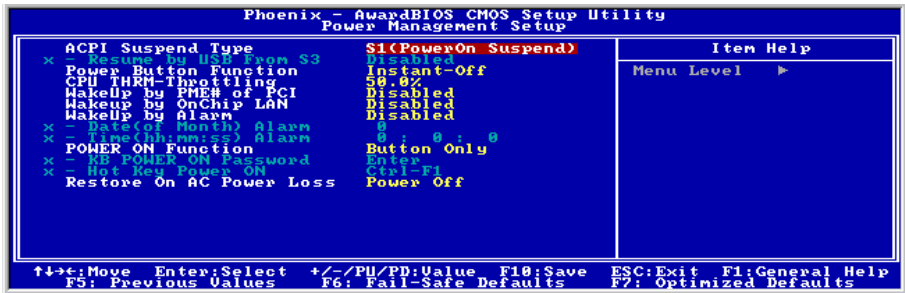 Phoenix - AwardBIOS CMOS Setup Utility
Power Management Setup
ACPI Suspend Type S1(PowerOn Suspend) Item Help
x - Resume by USB From S3 Disabled
Power Button Function Instant-Off Menu Level ►
CPU THRM-Throttling 50.0%
WakeUp by PME# of PCI Disabled
WakeUp by OnChip LAN Disabled
WakeUp by Alarm Disabled
x - Date(of Month) Alarm 0
x - Time(hh:mm:ss) Alarm 0 : 0 : 0
POWER ON Function Button Only
x - KB POWER ON Password Enter
x - Hot Key Power ON Ctrl-F1
Restore On AC Power Loss Power Off
↑↓→←:Move Enter:Select +/-/PU/PD:Value F10:Save ESC:Exit F1:General Help
F5: Previous Values F6: Fail-Safe Defaults F7: Optimized Defaults